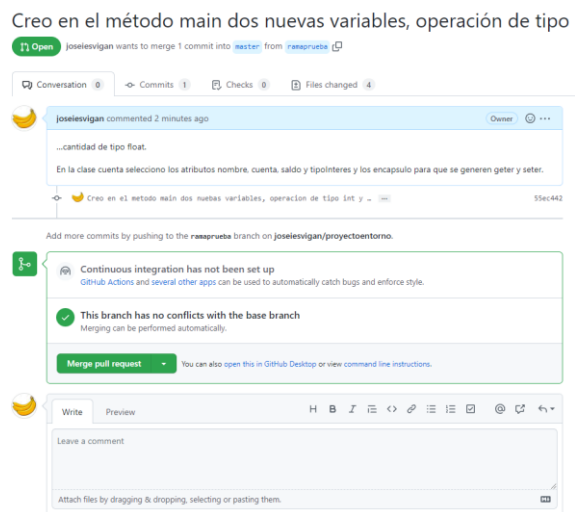 Creo en el método main dos nuevas variables, operación de tipo
Open joseiesvigan wants to merge 1 commit into master from ramaprueba
Conversation 0 Commits 1 Checks 0 Files changed 4
joseiesvigan commented 2 minutes ago Owner
...cantidad de tipo float.
En la clase cuenta selecciono los atributos nombre, cuenta, saldo y tipoInteres y los encapsulo para que se generen geter y seter.
Creo en el metodo main dos nuebas variables, operacion de tipo int y … 55ec442
Add more commits by pushing to the ramaprueba branch on joseiesvigan/proyectoentorno.
Continuous integration has not been set up
GitHub Actions and several other apps can be used to automatically catch bugs and enforce style.
This branch has no conflicts with the base branch
Merging can be performed automatically.
Merge pull request You can also open this in GitHub Desktop or view command line instructions.
Write Preview
Leave a comment
Attach files by dragging & dropping, selecting or pasting them.